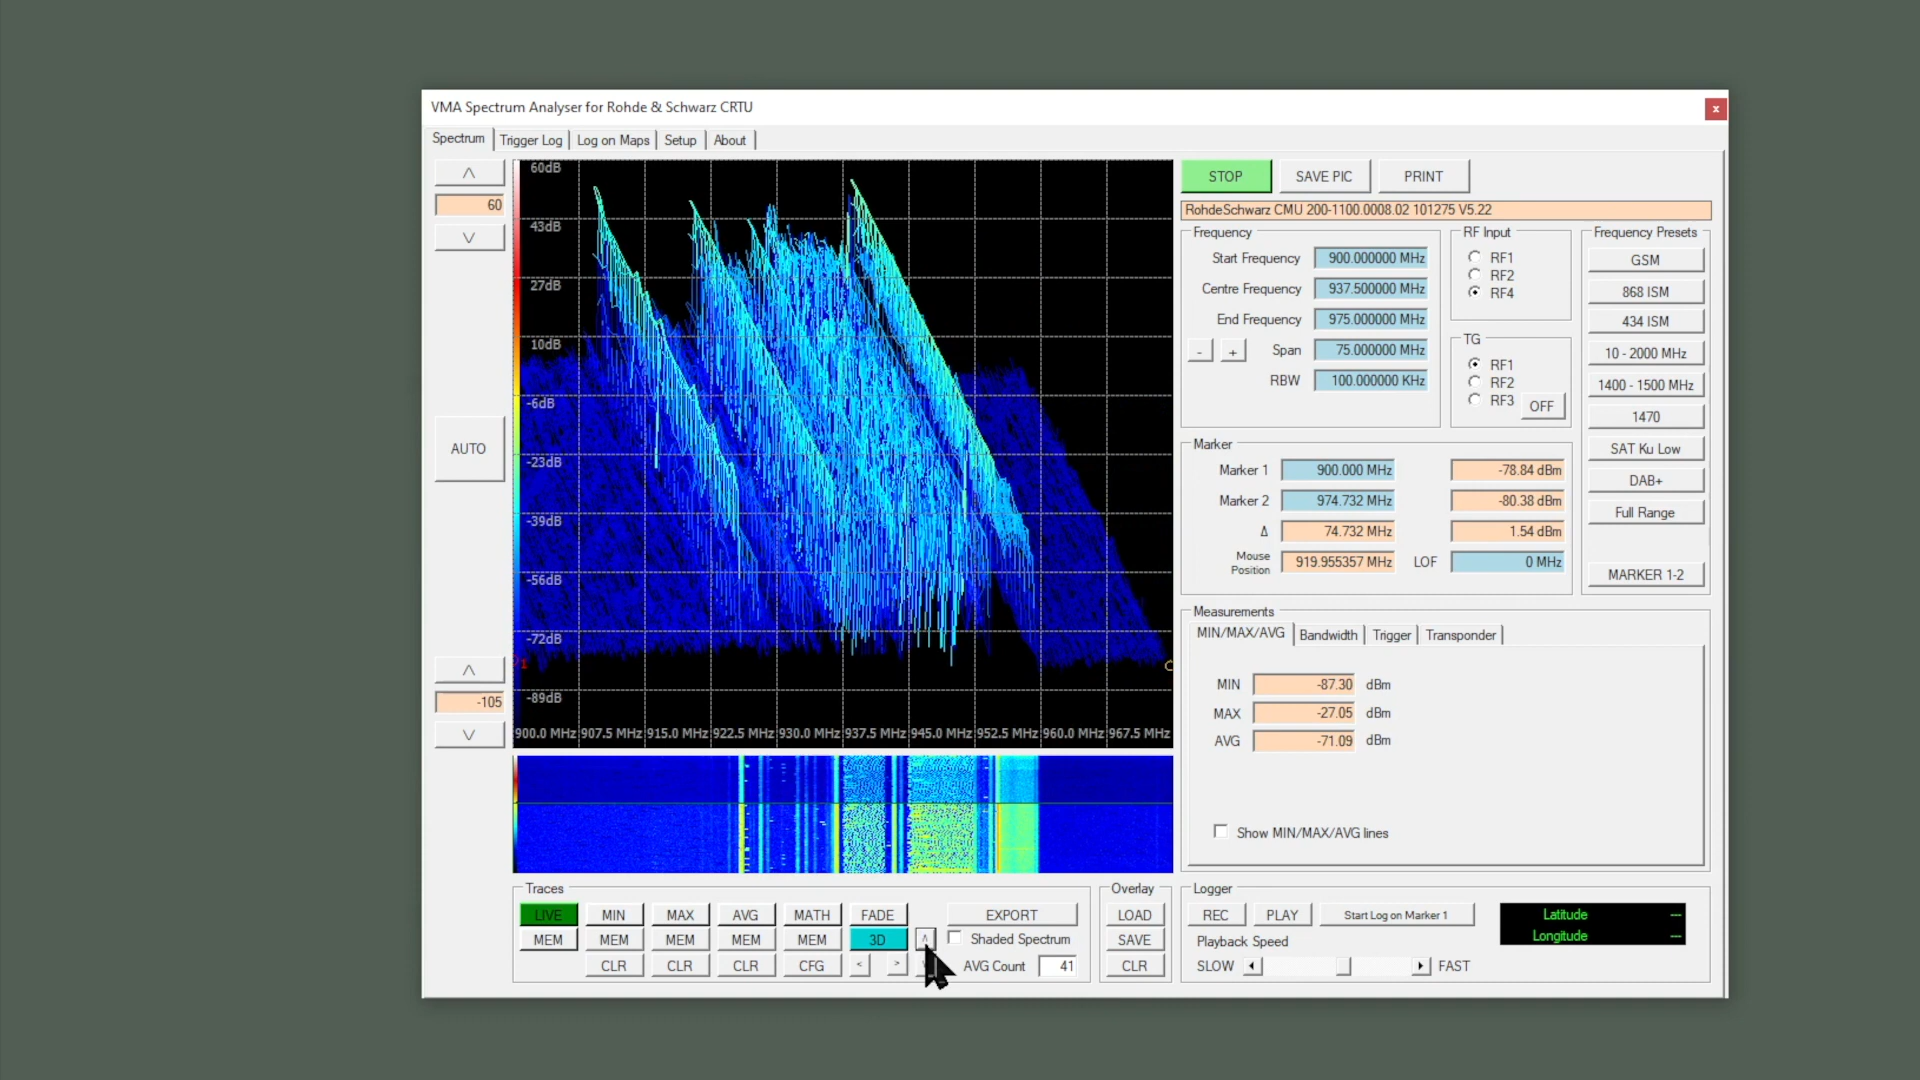 VMA Spectrum Analyser for Rohde & Schwarz CRTU
x
Spectrum
Trigger Log
Log on Maps
Setup
About
60
AUTO
-105
60dB
43dB
27dB
10dB
-6dB
-23dB
-39dB
-56dB
-72dB
-89dB
1
900.0 MHz 907.5 MHz 915.0 MHz 922.5 MHz 930.0 MHz 937.5 MHz 945.0 MHz 952.5 MHz 960.0 MHz 967.5 MHz
STOP
SAVE PIC
PRINT
RohdeSchwarz CMU 200-1100.0008.02 101275 V5.22
Frequency
Start Frequency 900.000000 MHz
Centre Frequency 937.500000 MHz
End Frequency 975.000000 MHz
- + Span 75.000000 MHz
RBW 100.000000 KHz
RF Input
RF1
RF2
RF4
TG
RF1
RF2
RF3
OFF
Frequency Presets
GSM
868 ISM
434 ISM
10 - 2000 MHz
1400 - 1500 MHz
1470
SAT Ku Low
DAB+
Full Range
MARKER 1-2
Marker
Marker 1 900.000 MHz -78.84 dBm
Marker 2 974.732 MHz -80.38 dBm
Δ 74.732 MHz 1.54 dBm
Mouse
Position 919.955357 MHz LOF 0 MHz
Measurements
MIN/MAX/AVG
Bandwidth
Trigger
Transponder
MIN -87.30 dBm
MAX -27.05 dBm
AVG -71.09 dBm
Show MIN/MAX/AVG lines
Traces
LIVE MIN MAX AVG MATH FADE EXPORT
MEM MEM MEM MEM MEM 3D ^ Shaded Spectrum
CLR CLR CLR CFG < > AVG Count 41
Overlay
LOAD
SAVE
CLR
Logger
REC PLAY Start Log on Marker 1
Playback Speed
SLOW FAST
Latitude ---
Longitude ---